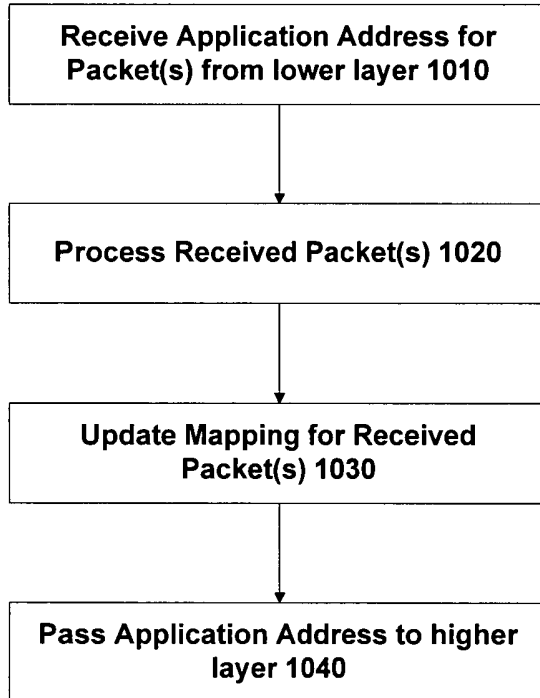 Receive Application Address for
Packet(s) from lower layer 1010
Process Received Packet(s) 1020
Update Mapping for Received
Packet(s) 1030
Pass Application Address to higher
layer 1040